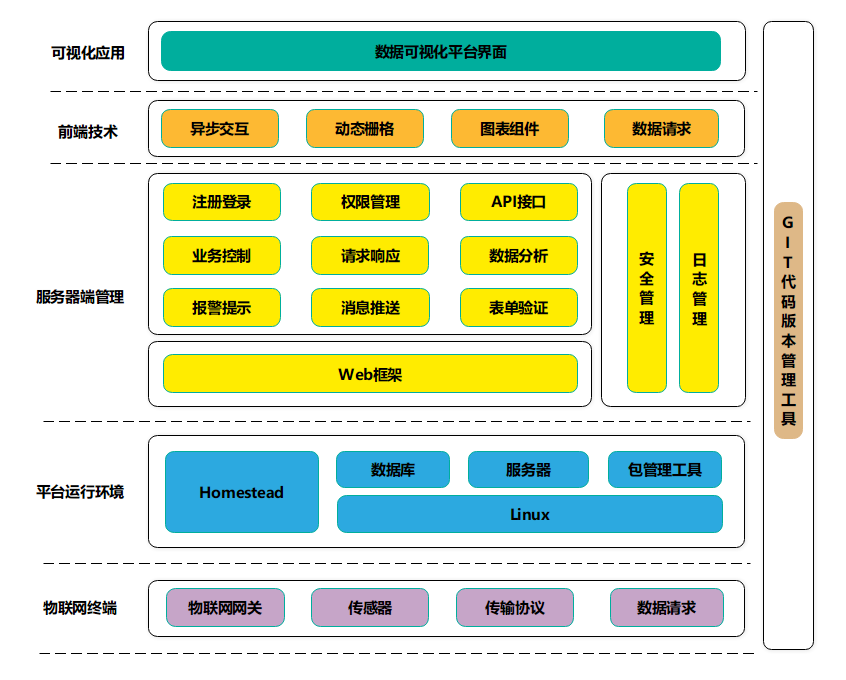 可视化应用
数据可视化平台界面
前端技术
异步交互
动态栅格
图表组件
数据请求
服务器端管理
注册登录
权限管理
API接口
业务控制
请求响应
数据分析
报警提示
消息推送
表单验证
Web框架
安全管理
日志管理
平台运行环境
Homestead
数据库
服务器
包管理工具
Linux
物联网终端
物联网网关
传感器
传输协议
数据请求
GIT代码版本管理工具